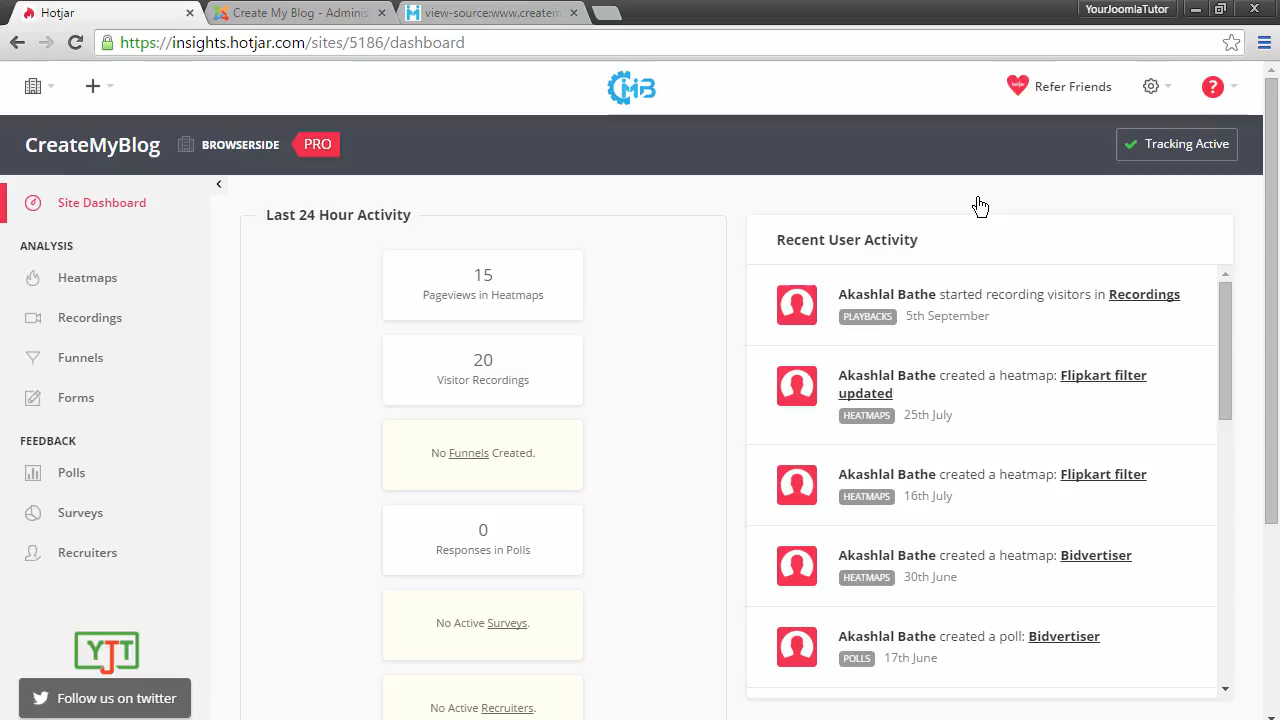 Hotjar
Create My Blog - Adminis
view-source:www.createm
YourJoomlaTutor
https://insights.hotjar.com/sites/5186/dashboard
CMB
Refer Friends
?
CreateMyBlog
BROWSERSIDE
PRO
Tracking Active
Site Dashboard
ANALYSIS
Heatmaps
Recordings
Funnels
Forms
FEEDBACK
Polls
Surveys
Recruiters
YJT
Follow us on twitter
Last 24 Hour Activity
15
Pageviews in Heatmaps
20
Visitor Recordings
No Funnels Created.
0
Responses in Polls
No Active Surveys.
No Active Recruiters.
Recent User Activity
Akashlal Bathe started recording visitors in Recordings
PLAYBACKS 5th September
Akashlal Bathe created a heatmap: Flipkart filter
updated
HEATMAPS 25th July
Akashlal Bathe created a heatmap: Flipkart filter
HEATMAPS 16th July
Akashlal Bathe created a heatmap: Bidvertiser
HEATMAPS 30th June
Akashlal Bathe created a poll: Bidvertiser
POLLS 17th June